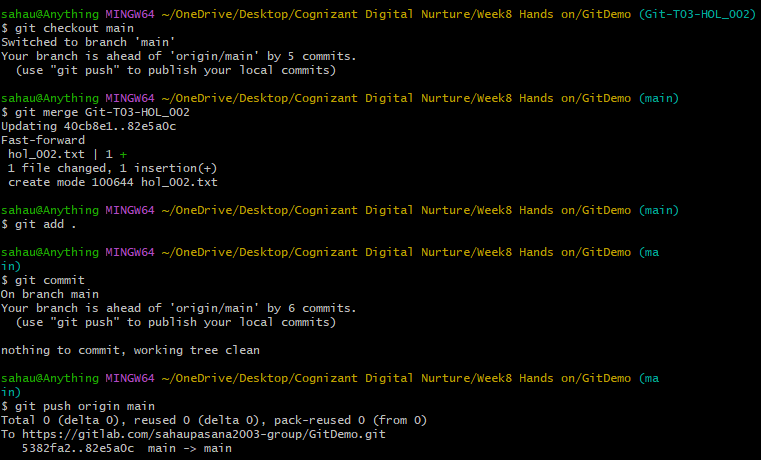 sahau@Anything MINGW64 ~/OneDrive/Desktop/Cognizant Digital Nurture/Week8 Hands on/GitDemo (Git-T03-HOL_002)
$ git checkout main
Switched to branch 'main'
Your branch is ahead of 'origin/main' by 5 commits.
  (use "git push" to publish your local commits)

sahau@Anything MINGW64 ~/OneDrive/Desktop/Cognizant Digital Nurture/Week8 Hands on/GitDemo (main)
$ git merge Git-T03-HOL_002
Updating 40cb8e1..82e5a0c
Fast-forward
 hol_002.txt | 1 +
 1 file changed, 1 insertion(+)
 create mode 100644 hol_002.txt

sahau@Anything MINGW64 ~/OneDrive/Desktop/Cognizant Digital Nurture/Week8 Hands on/GitDemo (main)
$ git add .

sahau@Anything MINGW64 ~/OneDrive/Desktop/Cognizant Digital Nurture/Week8 Hands on/GitDemo (ma
in)
$ git commit
On branch main
Your branch is ahead of 'origin/main' by 6 commits.
  (use "git push" to publish your local commits)

nothing to commit, working tree clean

sahau@Anything MINGW64 ~/OneDrive/Desktop/Cognizant Digital Nurture/Week8 Hands on/GitDemo (ma
in)
$ git push origin main
Total 0 (delta 0), reused 0 (delta 0), pack-reused 0 (from 0)
To https://gitlab.com/sahaupasana2003-group/GitDemo.git
   5382fa2..82e5a0c  main -> main